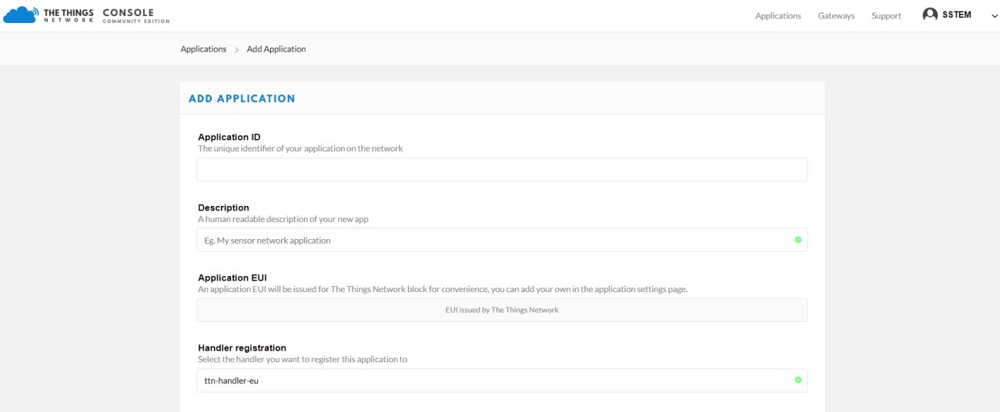 THE THINGS NETWORK CONSOLE COMMUNITY EDITION
Applications Gateways Support SSTEM
Applications > Add Application
ADD APPLICATION
Application ID
The unique identifier of your application on the network
Description
A human readable description of your new app
Eg. My sensor network application
Application EUI
An application EUI will be issued for The Things Network block for convenience, you can add your own in the application settings page.
EUI issued by The Things Network
Handler registration
Select the handler you want to register this application to
ttn-handler-eu